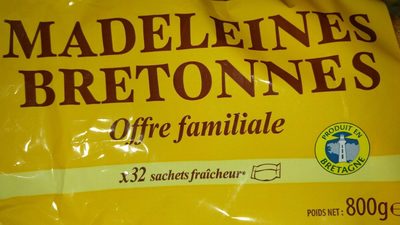 MADELEINES
BRETONNES
Offre familiale
x32 sachets fraîcheur*
PRODUIT EN
BRETAGNE
POIDS NET : 800g e